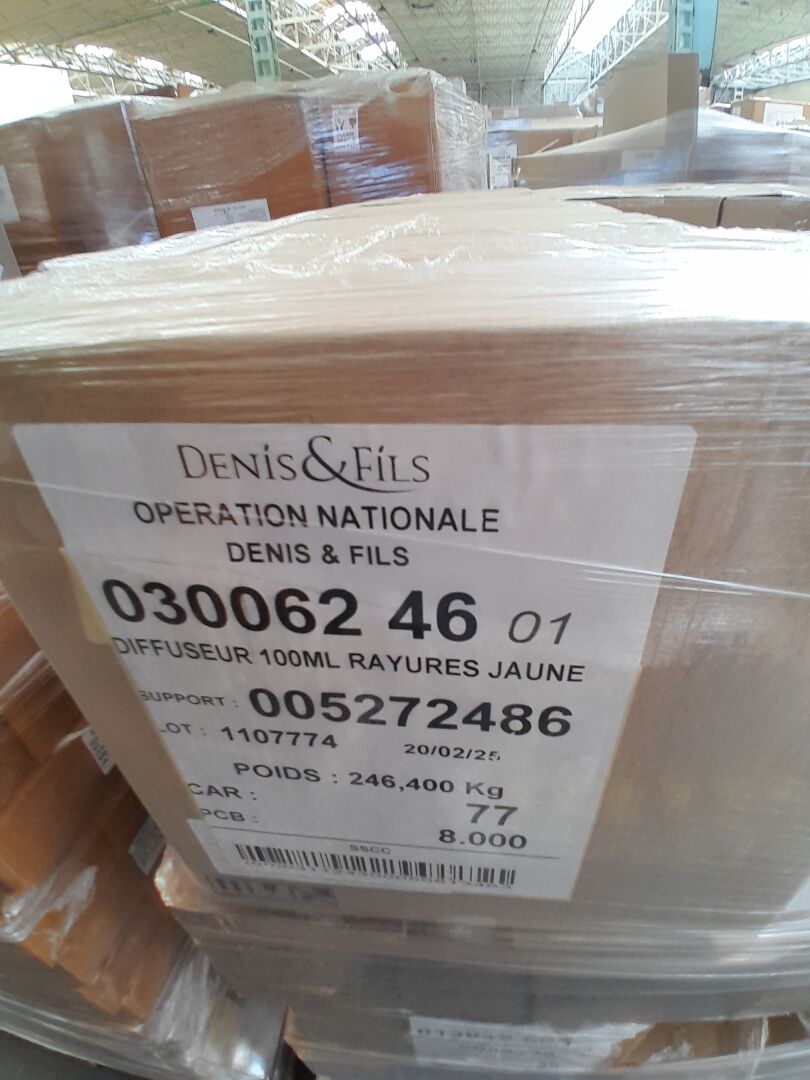 DENIS&FILS
OPERATION NATIONALE
DENIS & FILS
030062 46 01
DIFFUSEUR 100ML RAYURES JAUNE
SUPPORT : 005272486
LOT : 1107774 20/02/25
POIDS : 246,400 Kg
CAR : 77
PCB : 8.000
SSCC